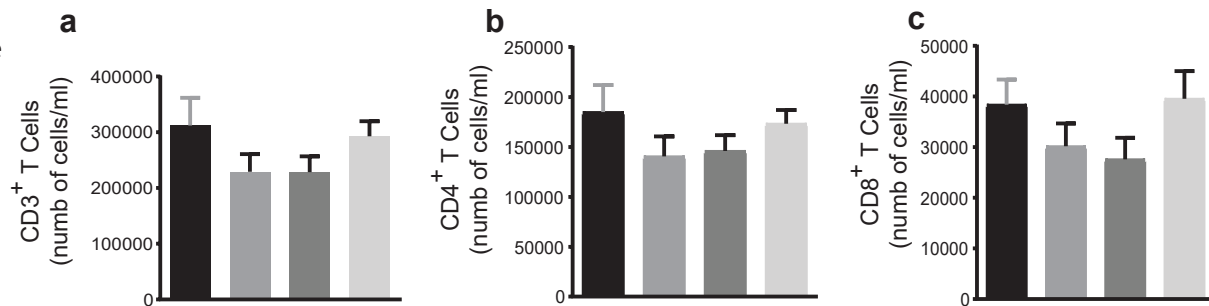 a
CD3+ T Cells
(numb of cells/ml)
400000
300000
200000
100000
0
b
CD4+ T Cells
(numb of cells/ml)
250000
200000
150000
100000
50000
0
c
CD8+ T Cells
(numb of cells/ml)
50000
40000
30000
20000
10000
0